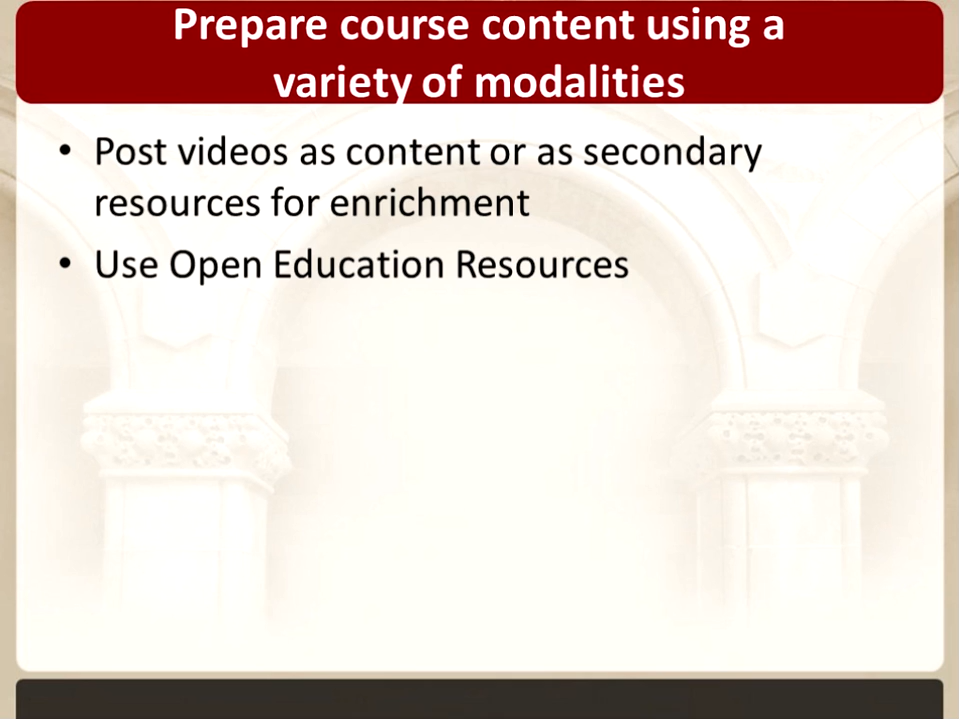 Prepare course content using a
variety of modalities
• Post videos as content or as secondary
resources for enrichment
• Use Open Education Resources